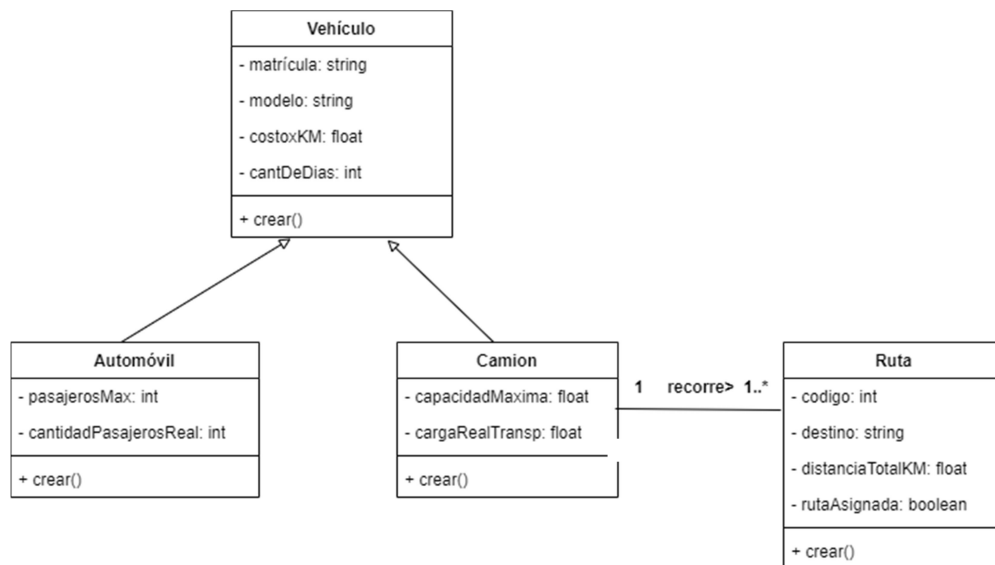 Vehículo
- matrícula: string
- modelo: string
- costoxKM: float
- cantDeDias: int
+ crear()
Automóvil
- pasajerosMax: int
- cantidadPasajerosReal: int
+ crear()
Camion
- capacidadMaxima: float
- cargaRealTransp: float
+ crear()
1 recorre> 1..*
Ruta
- codigo: int
- destino: string
- distanciaTotalKM: float
- rutaAsignada: boolean
+ crear()